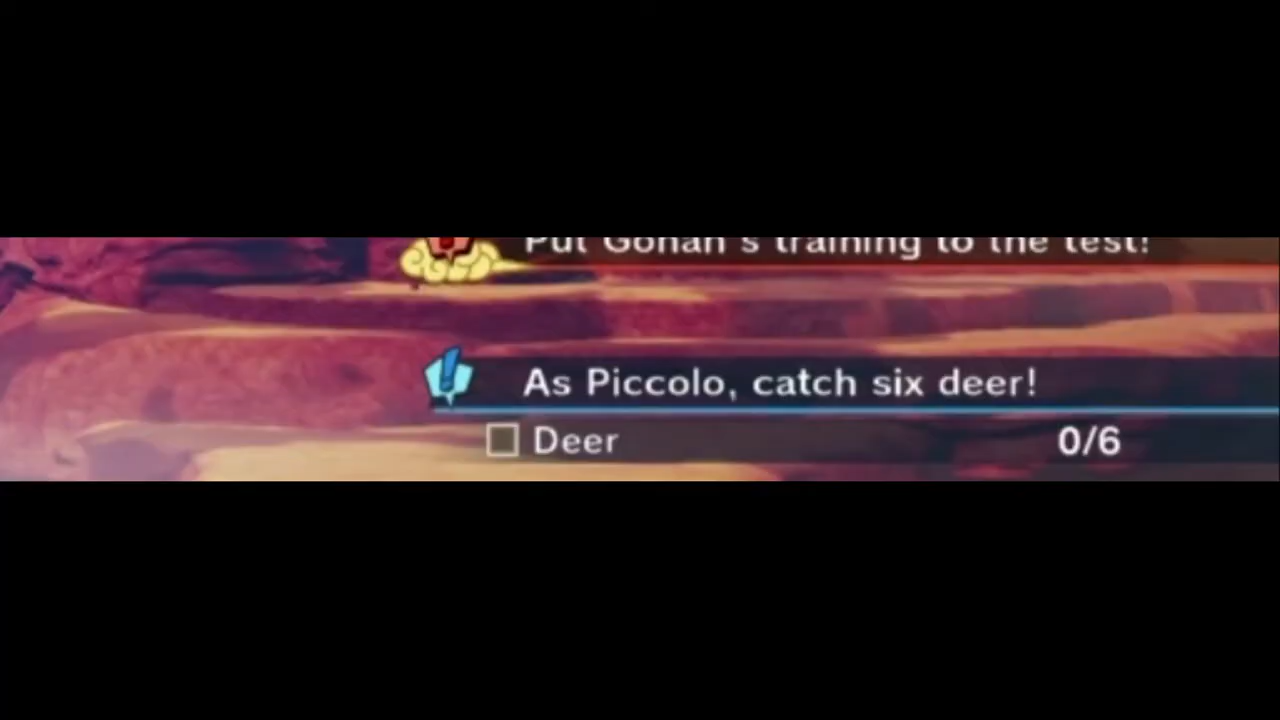 Put Gohan's training to the test!
As Piccolo, catch six deer!
Deer 0/6